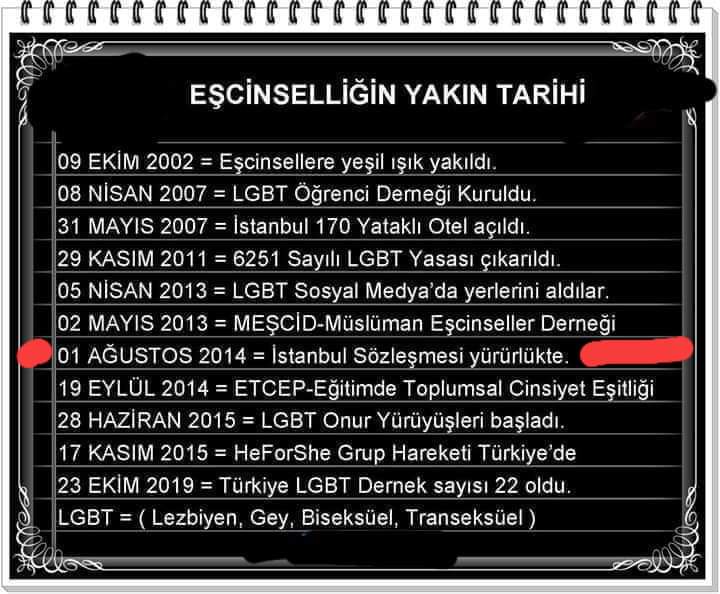 EŞCİNSELLİĞİN YAKIN TARİHİ
09 EKİM 2002 = Eşcinsellere yeşil ışık yakıldı.
08 NİSAN 2007 = LGBT Öğrenci Derneği Kuruldu.
31 MAYIS 2007 = İstanbul 170 Yataklı Otel açıldı.
29 KASIM 2011 = 6251 Sayılı LGBT Yasası çıkarıldı.
05 NİSAN 2013 = LGBT Sosyal Medya'da yerlerini aldılar.
02 MAYIS 2013 = MEŞCİD-Müslüman Eşcinseller Derneği
01 AĞUSTOS 2014 = İstanbul Sözleşmesi yürürlükte.
19 EYLÜL 2014 = ETCEP-Eğitimde Toplumsal Cinsiyet Eşitliği
28 HAZİRAN 2015 = LGBT Onur Yürüyüşleri başladı.
17 KASIM 2015 = HeForShe Grup Hareketi Türkiye'de
23 EKİM 2019 = Türkiye LGBT Dernek sayısı 22 oldu.
LGBT = ( Lezbiyen, Gey, Biseksüel, Transeksüel )